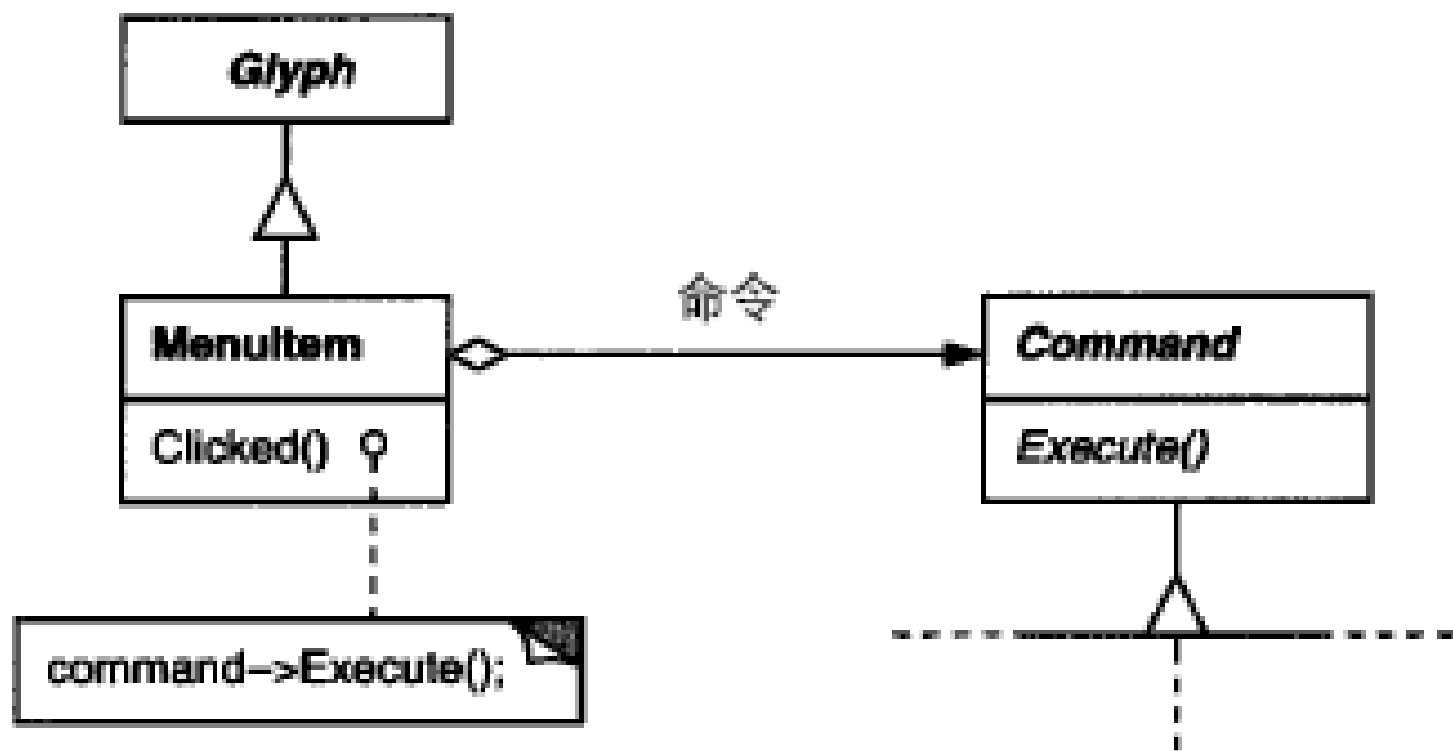 Glyph
命令
MenuItem
Command
Clicked()
Execute()
command->Execute();